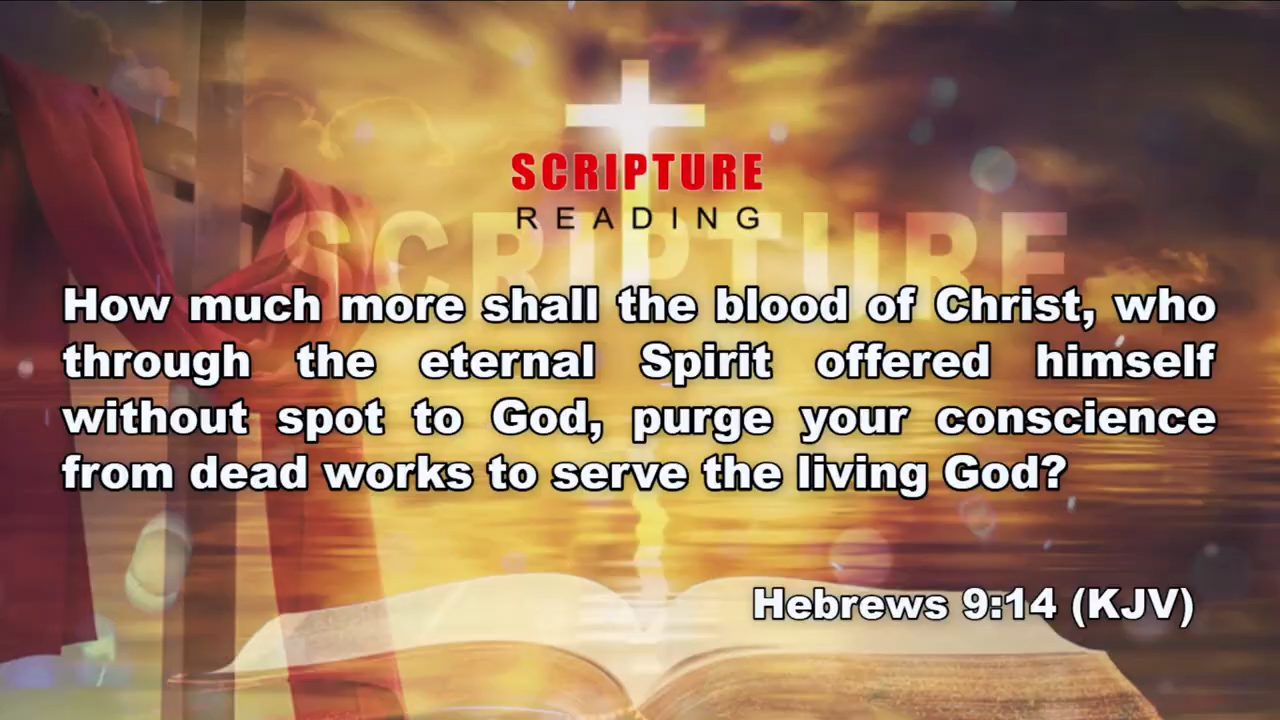 SCRIPTURE
READING
SCRIPTURE
How much more shall the blood of Christ, who
through the eternal Spirit offered himself
without spot to God, purge your conscience
from dead works to serve the living God?
Hebrews 9:14 (KJV)